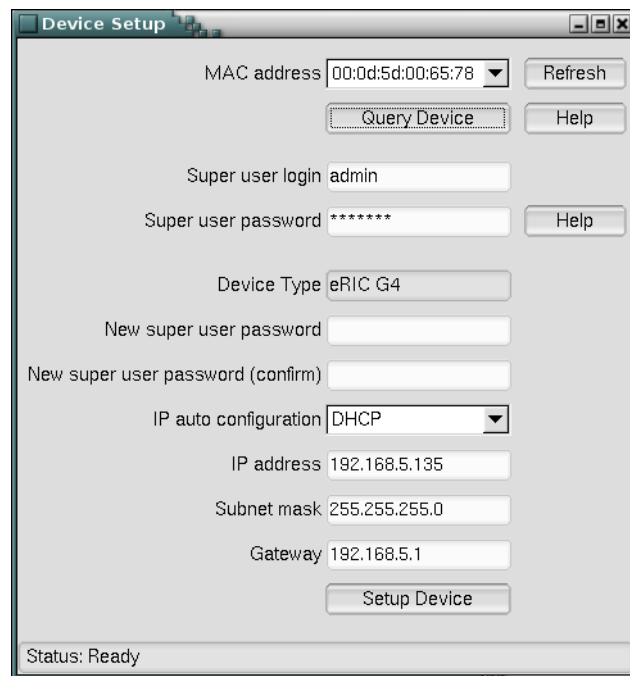 Device Setup
MAC address 00:0d:5d:00:65:78 Refresh
Query Device Help
Super user login admin
Super user password ******* Help
Device Type eRIC G4
New super user password
New super user password (confirm)
IP auto configuration DHCP
IP address 192.168.5.135
Subnet mask 255.255.255.0
Gateway 192.168.5.1
Setup Device
Status: Ready